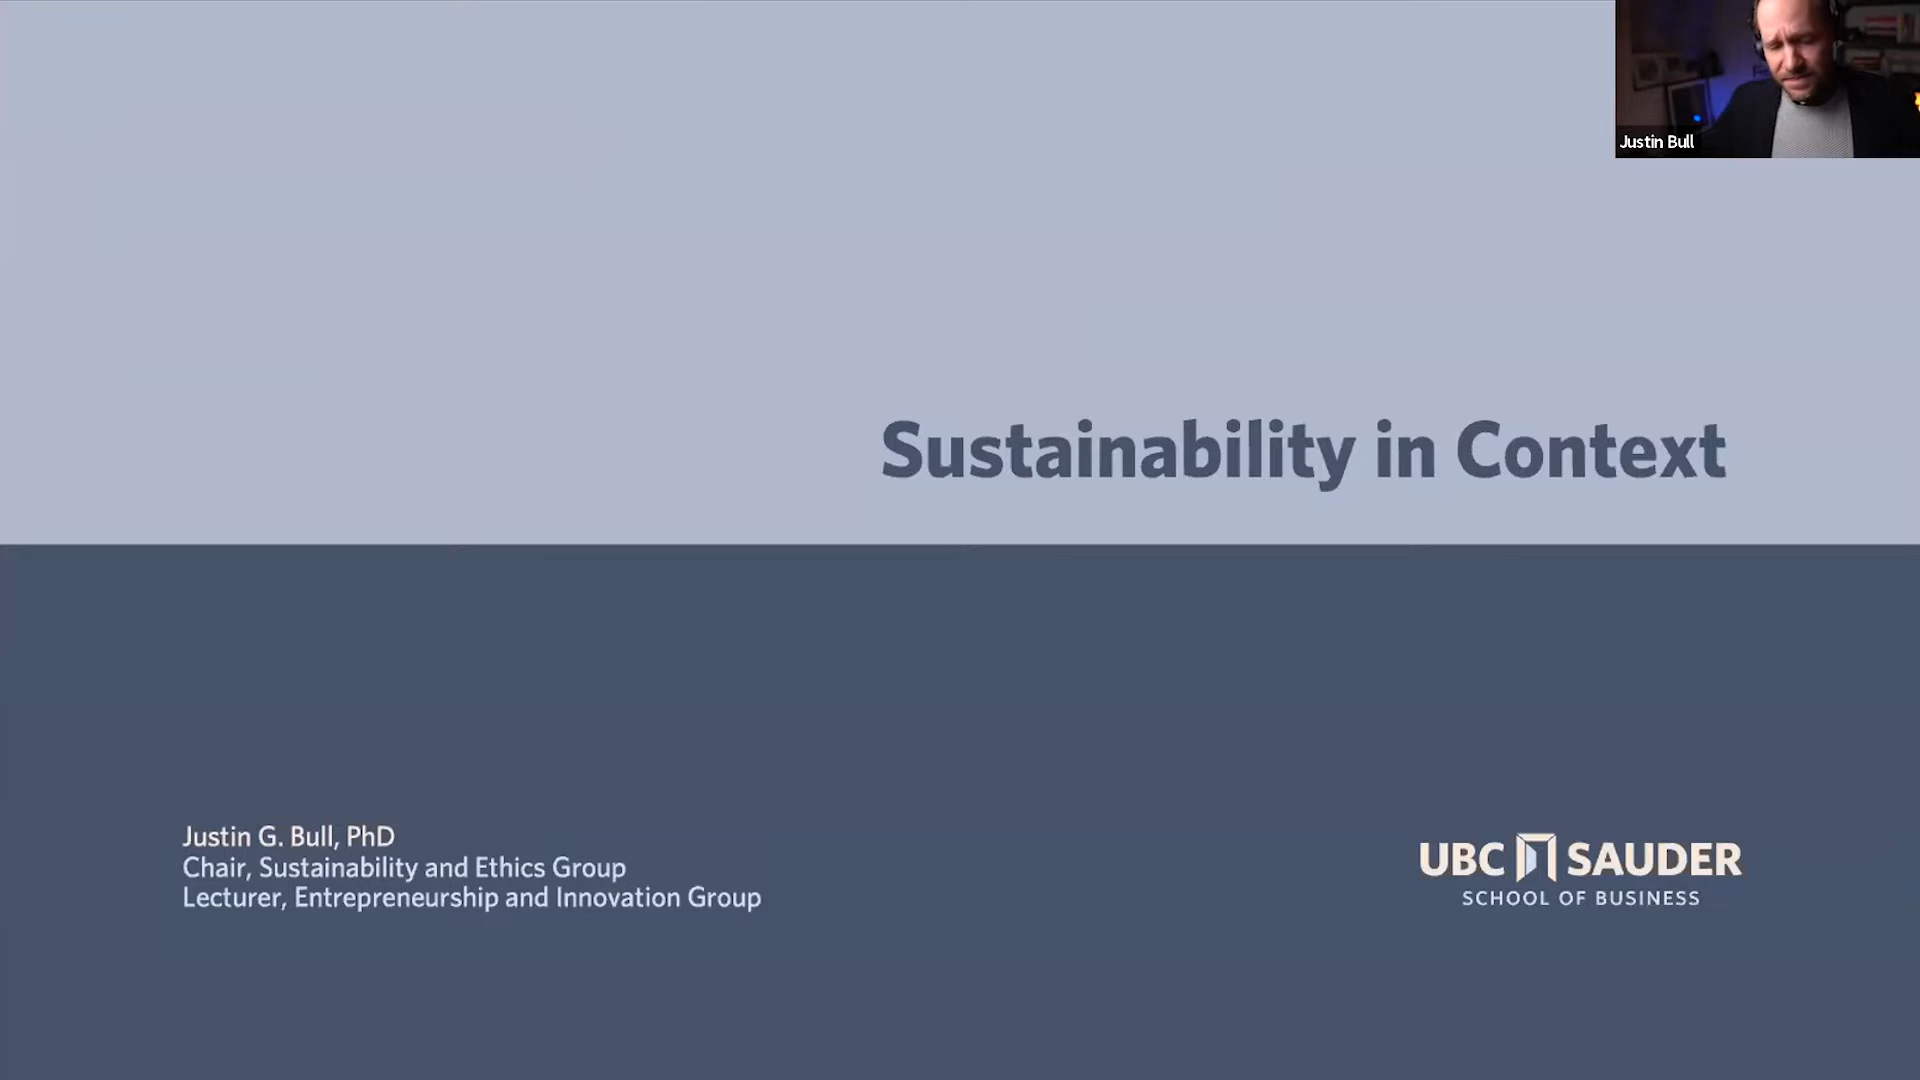 Justin Bull
Sustainability in Context
Justin G. Bull, PhD
Chair, Sustainability and Ethics Group
Lecturer, Entrepreneurship and Innovation Group
UBC SAUDER
SCHOOL OF BUSINESS